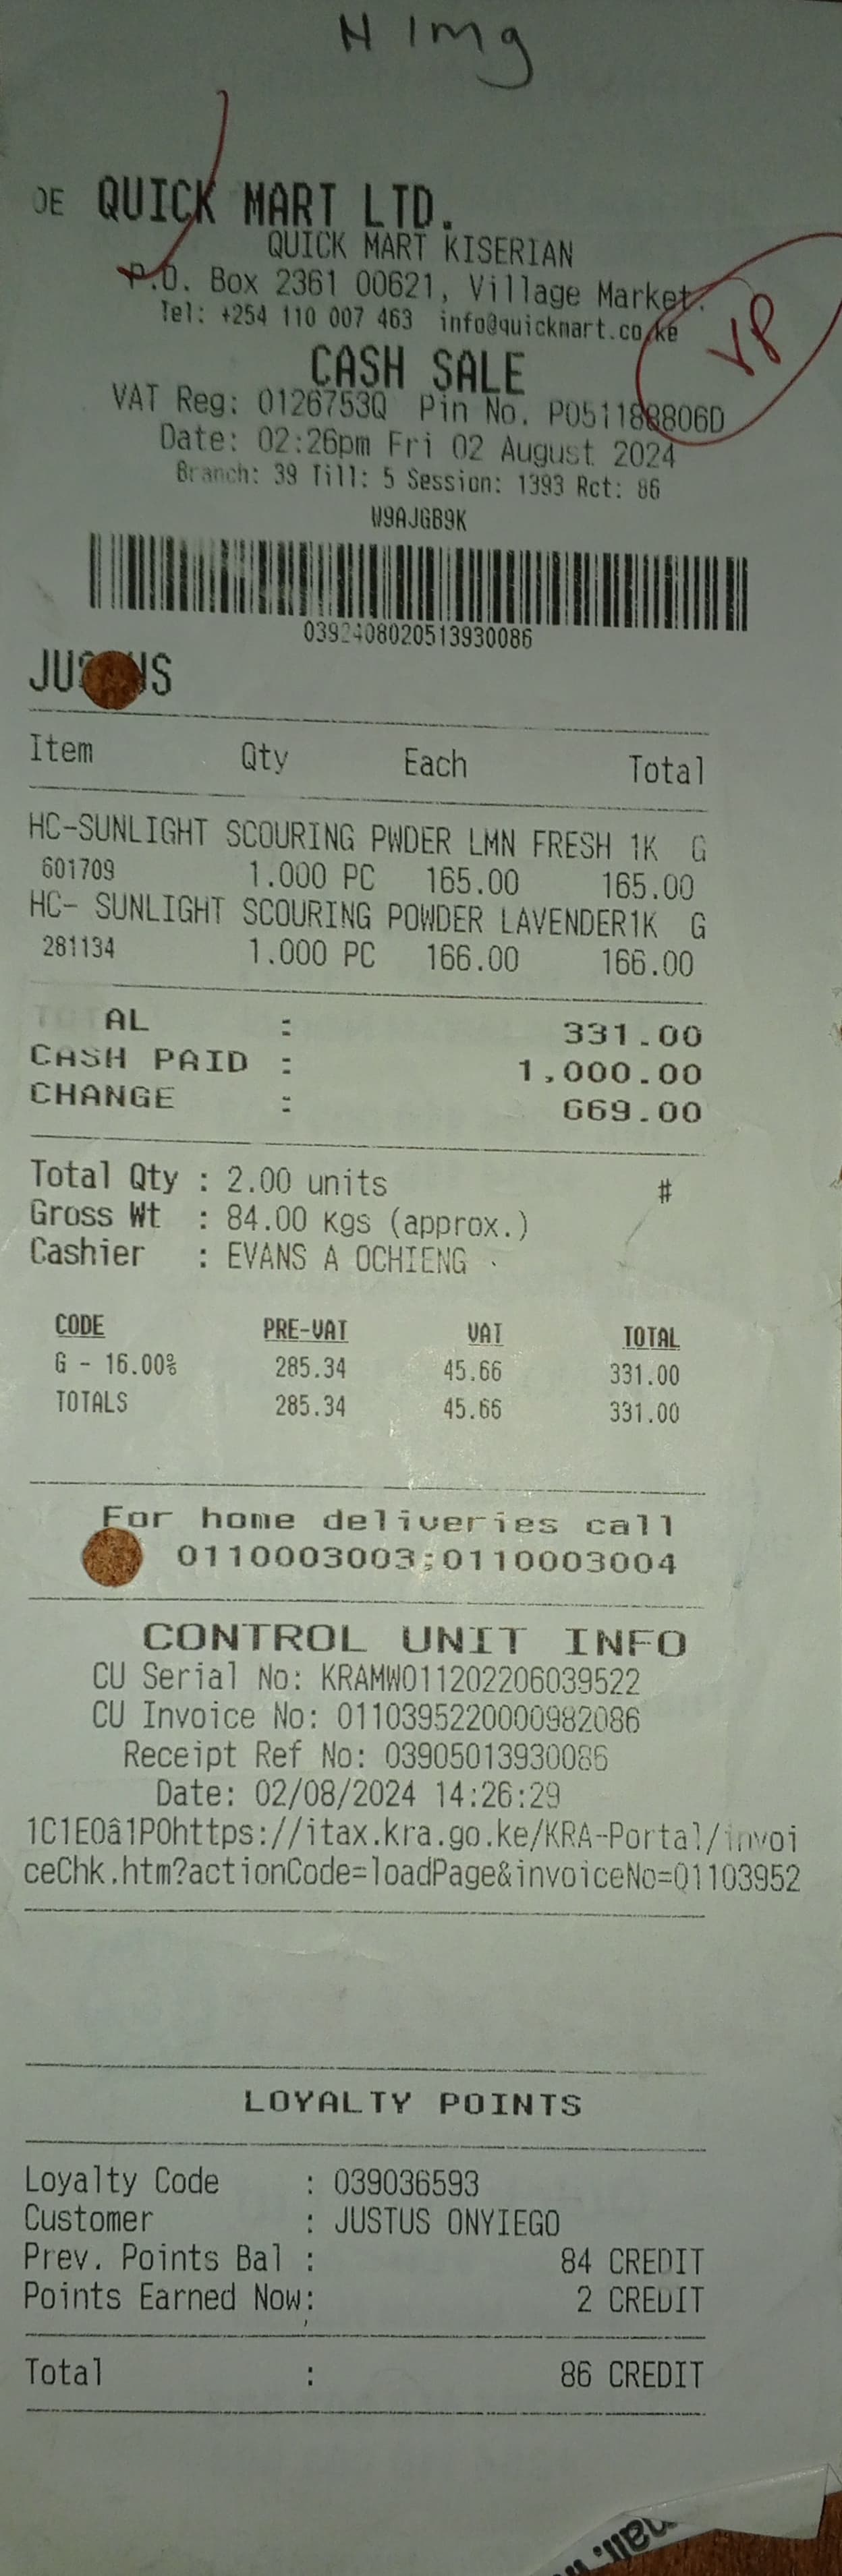 N 1mg
OE QUICK MART LTD.
QUICK MART KISERIAN
P.O. Box 2361 00621, Village Market.
Tel: +254 110 007 463 info@quickmart.co.ke
VP
CASH SALE
VAT Reg: 0126753Q Pin No. P051188806D
Date: 02:26pm Fri 02 August 2024
Branch: 39 Till: 5 Session: 1393 Rct: 86
W9AJGB9K
0392408020513930086
Item Qty Each Total
HC-SUNLIGHT SCOURING PWDER LMN FRESH 1K G
601709 1.000 PC 165.00 165.00
HC- SUNLIGHT SCOURING POWDER LAVENDER1K G
281134 1.000 PC 166.00 166.00
TOTAL : 331.00
CASH PAID : 1,000.00
CHANGE : 669.00
Total Qty : 2.00 units #
Gross Wt : 84.00 Kgs (approx.)
Cashier : EVANS A OCHIENG
CODE PRE-VAT VAT TOTAL
G - 16.00% 285.34 45.66 331.00
TOTALS 285.34 45.66 331.00
For home deliveries call
0110003003;0110003004
CONTROL UNIT INFO
CU Serial No: KRAMW011202206039522
CU Invoice No: 0110395220000982086
Receipt Ref No: 03905013930086
Date: 02/08/2024 14:26:29
1C1E0â1P0https://itax.kra.go.ke/KRA-Portal/invoi
ceChk.htm?actionCode=loadPage&invoiceNo=01103952
LOYALTY POINTS
Loyalty Code : 039036593
Customer : JUSTUS ONYIEGO
Prev. Points Bal : 84 CREDIT
Points Earned Now: 2 CREDIT
Total : 86 CREDIT